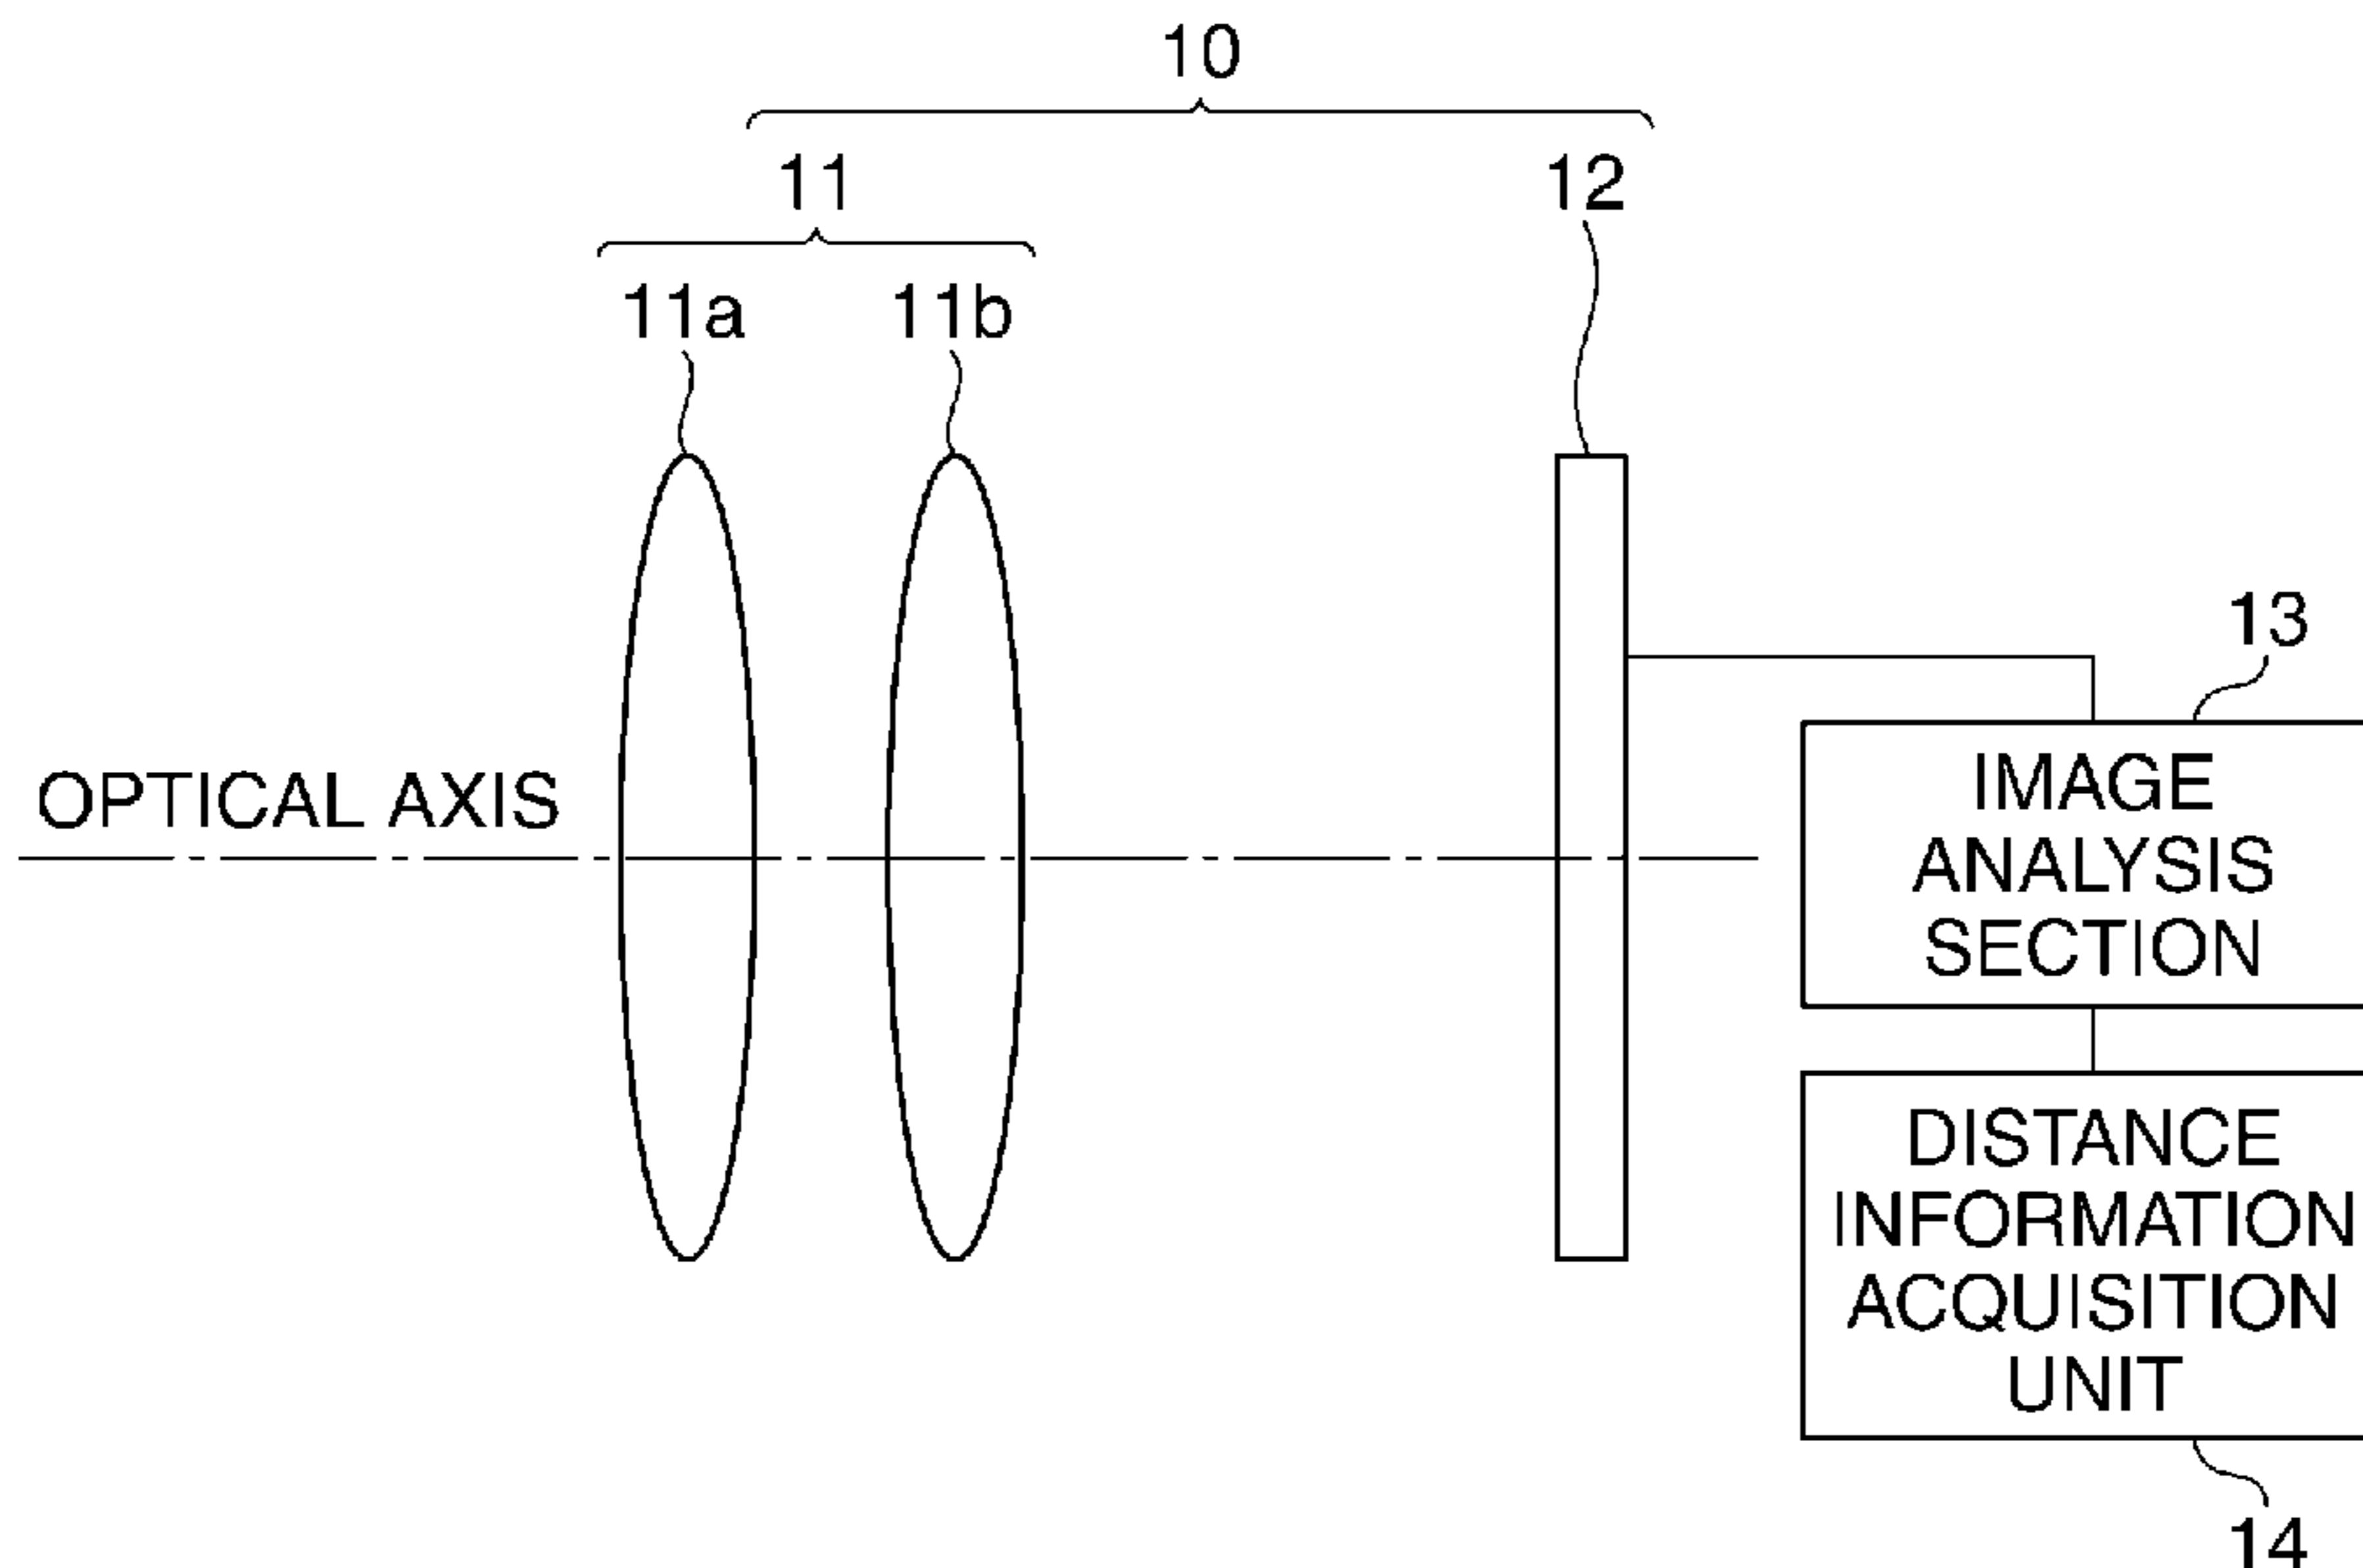 10
11
12
11a
11b
13
OPTICAL AXIS
IMAGE
ANALYSIS
SECTION
DISTANCE
INFORMATION
ACQUISITION
UNIT
14